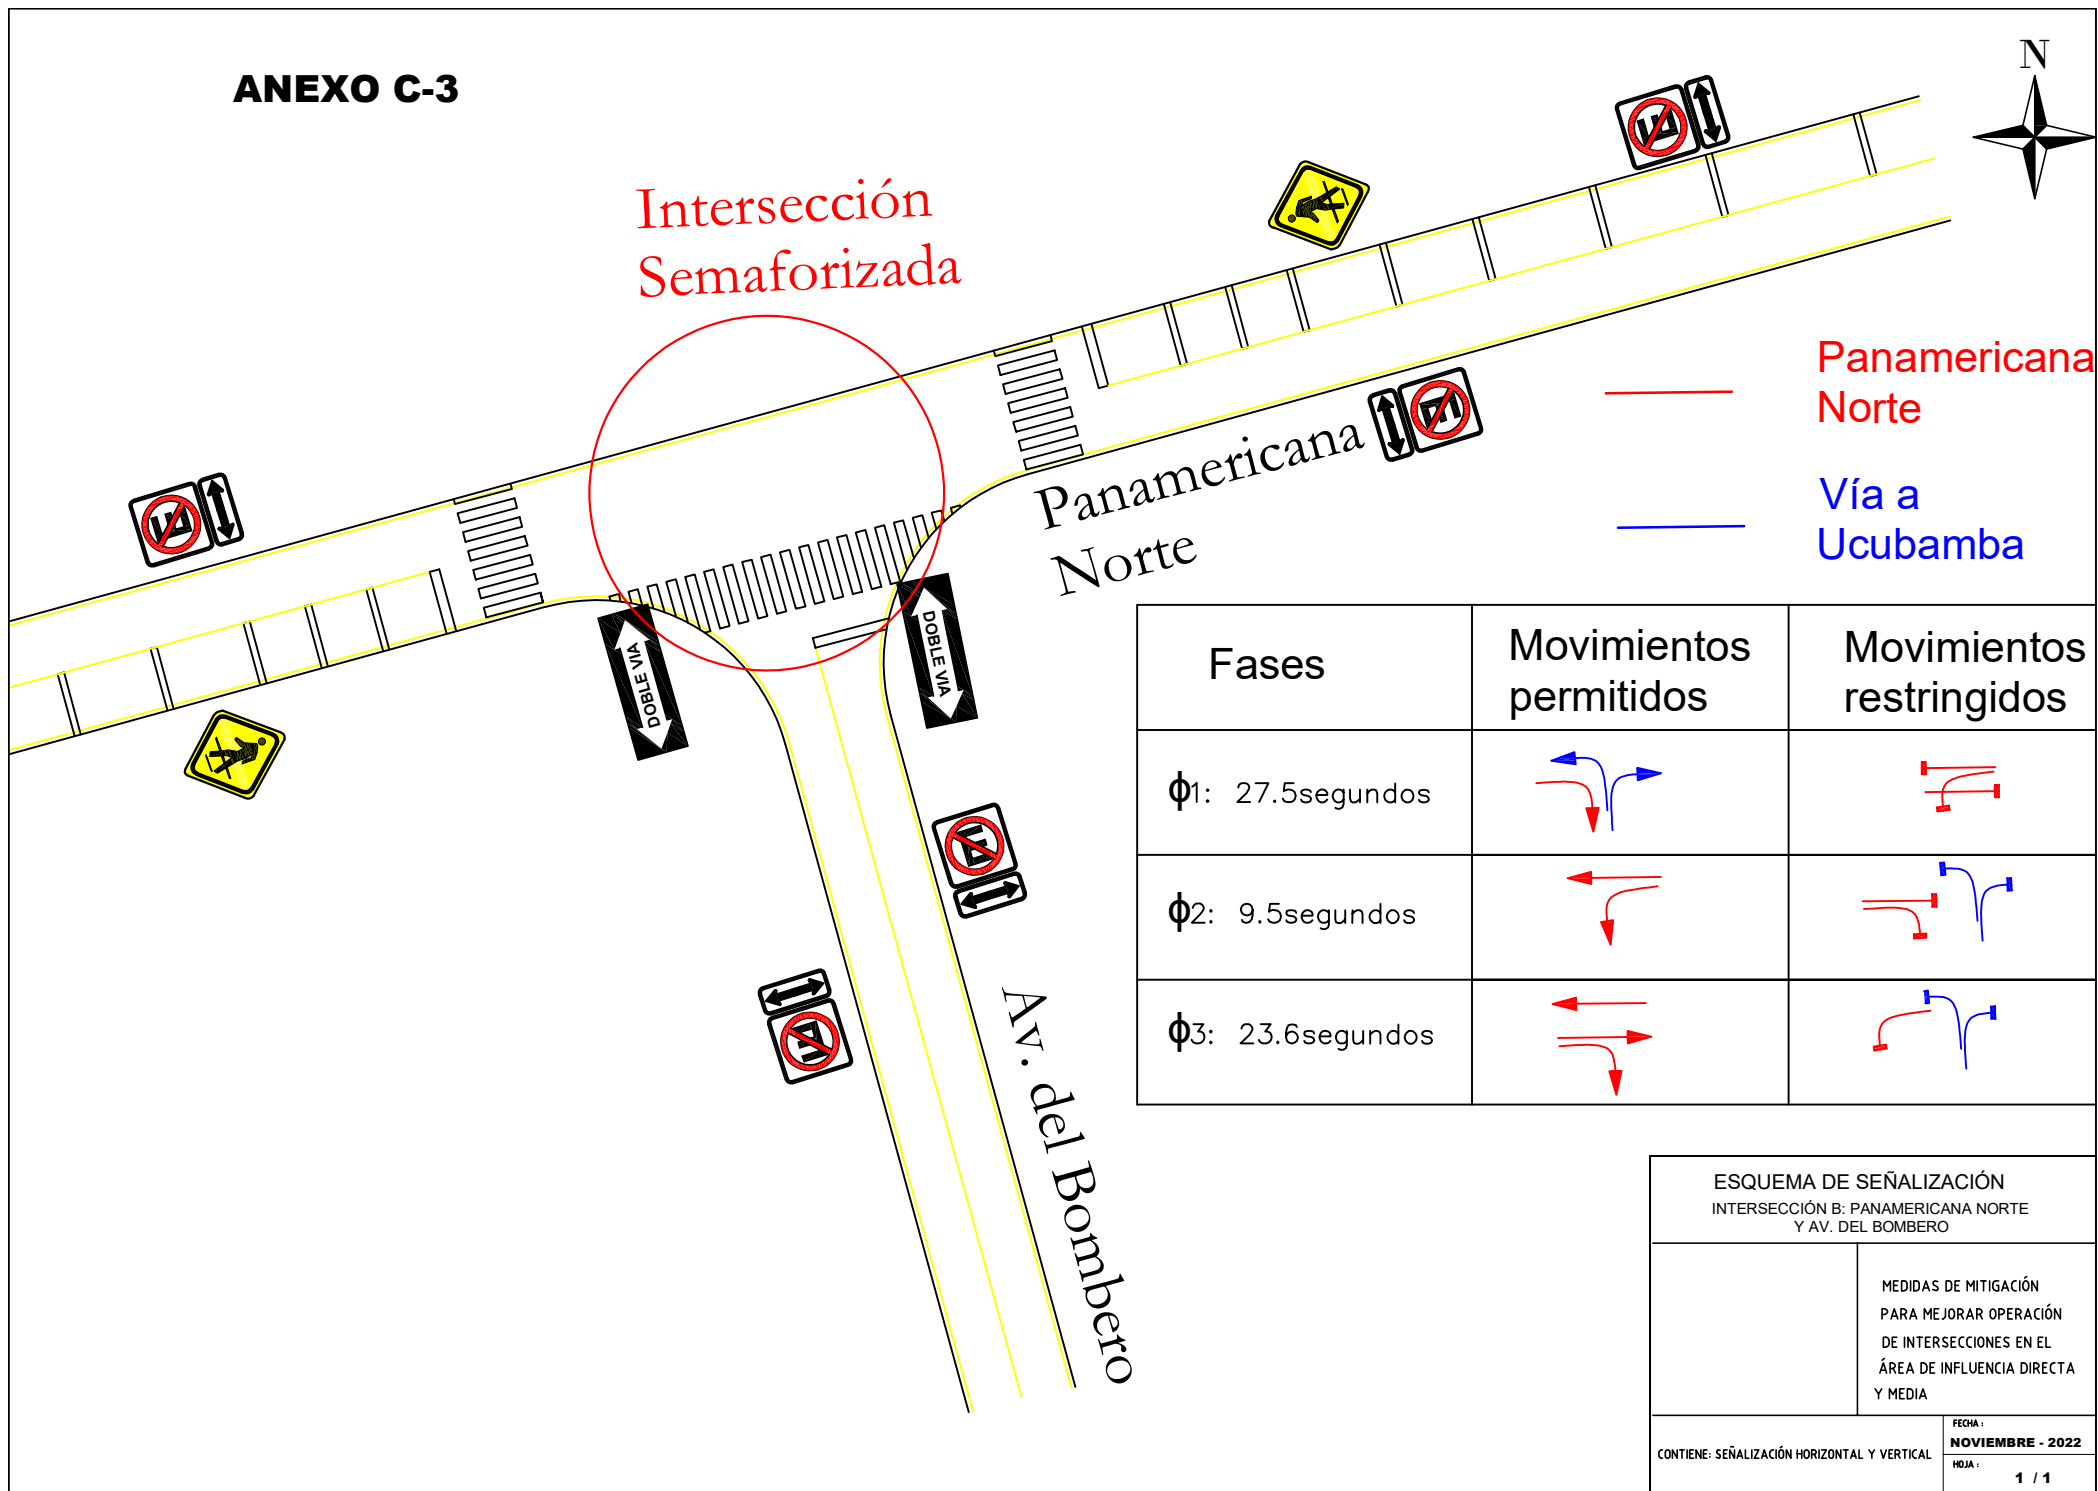 ANEXO C-3
N
Intersección
Semaforizada
E
E
E
E
E
E
Panamericana
Norte
DOBLE VIA
DOBLE VIA
Av. del Bombero
Panamericana
Norte
Vía a
Ucubamba
Fases
Movimientos
permitidos
Movimientos
restringidos
ϕ1: 27.5segundos
ϕ2: 9.5segundos
ϕ3: 23.6segundos
ESQUEMA DE SEÑALIZACIÓN
INTERSECCIÓN B: PANAMERICANA NORTE
Y AV. DEL BOMBERO
MEDIDAS DE MITIGACIÓN
PARA MEJORAR OPERACIÓN
DE INTERSECCIONES EN EL
ÁREA DE INFLUENCIA DIRECTA
Y MEDIA
CONTIENE: SEÑALIZACIÓN HORIZONTAL Y VERTICAL
FECHA :
NOVIEMBRE - 2022
HOJA :
1 / 1